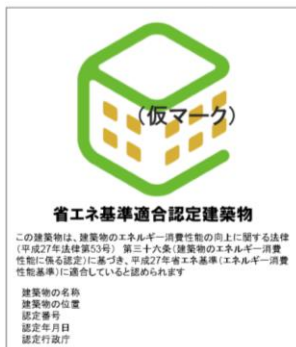 (仮マーク)
省エネ基準適合認定建築物
この建築物は、建築物のエネルギー消費性能の向上に関する法律
(平成27年法律第53号) 第三十六条(建築物のエネルギー消費
性能に係る認定)に基づき、平成27年省エネ基準(エネルギー消費
性能基準)に適合していると認められます
建築物の名称
建築物の位置
認定番号
認定年月日
認定行政庁